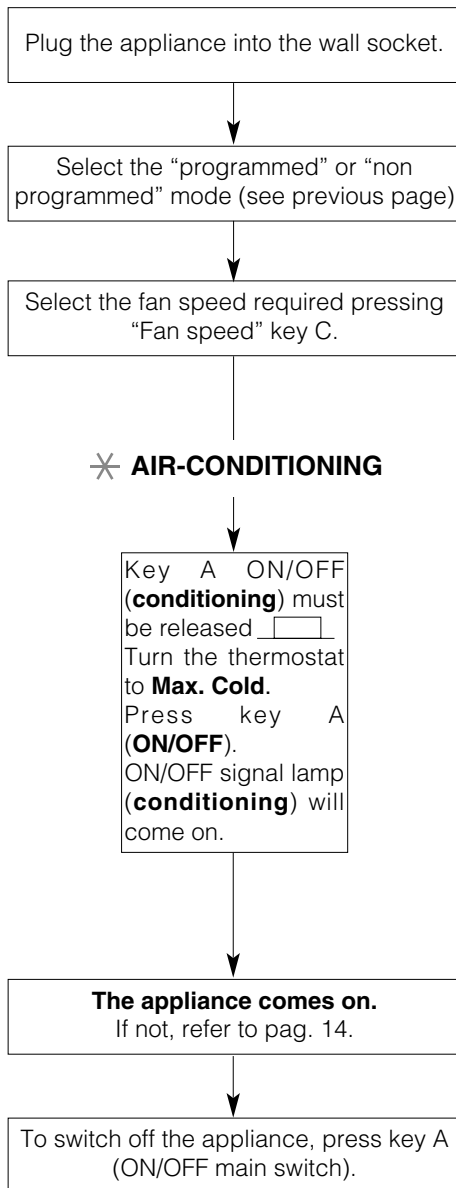 Plug the appliance into the wall socket.
Select the “programmed” or “non
programmed” mode (see previous page)
Select the fan speed required pressing
“Fan speed” key C.
AIR-CONDITIONING
Key A ON/OFF
(conditioning) must
be released
Turn the thermostat
to Max. Cold.
Press key A
(ON/OFF).
ON/OFF signal lamp
(conditioning) will
come on.
The appliance comes on.
If not, refer to pag. 14.
To switch off the appliance, press key A
(ON/OFF main switch).